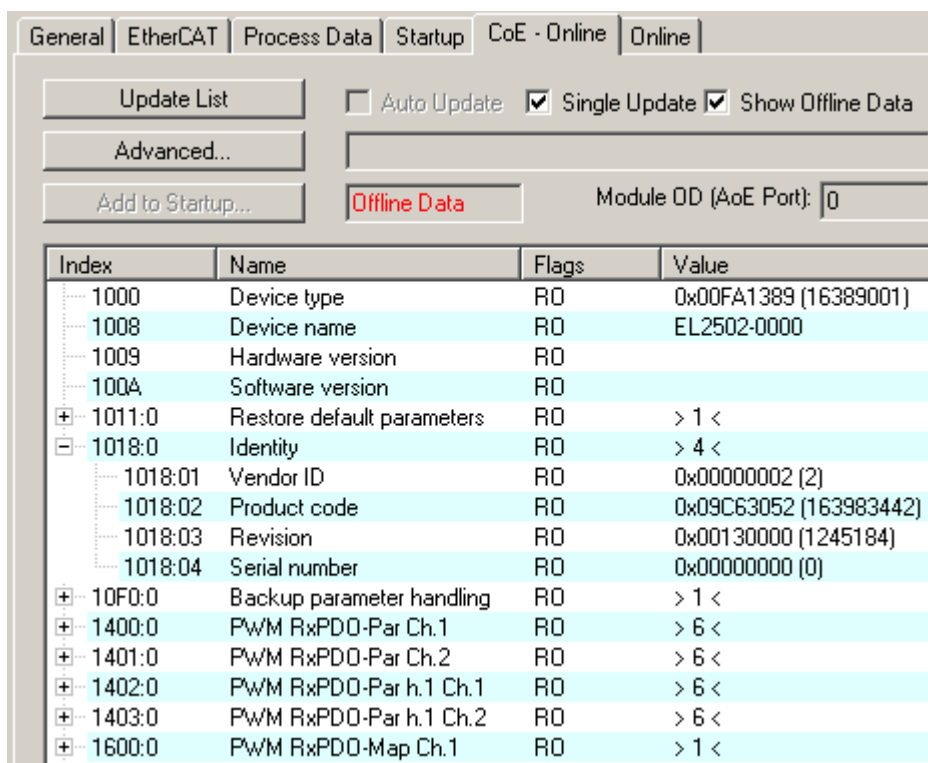 General EtherCAT Process Data Startup CoE - Online Online
Update List Auto Update Single Update Show Offline Data
Advanced...
Add to Startup... Offline Data Module OD (AoE Port): 0
Index Name Flags Value
1000 Device type RO 0x00FA1389 (16389001)
1008 Device name RO EL2502-0000
1009 Hardware version RO
100A Software version RO
1011:0 Restore default parameters RO > 1 <
1018:0 Identity RO > 4 <
1018:01 Vendor ID RO 0x00000002 (2)
1018:02 Product code RO 0x09C63052 (163983442)
1018:03 Revision RO 0x00130000 (1245184)
1018:04 Serial number RO 0x00000000 (0)
10F0:0 Backup parameter handling RO > 1 <
1400:0 PWM RxPDO-Par Ch.1 RO > 6 <
1401:0 PWM RxPDO-Par Ch.2 RO > 6 <
1402:0 PWM RxPDO-Par h.1 Ch.1 RO > 6 <
1403:0 PWM RxPDO-Par h.1 Ch.2 RO > 6 <
1600:0 PWM RxPDO-Map Ch.1 RO > 1 <